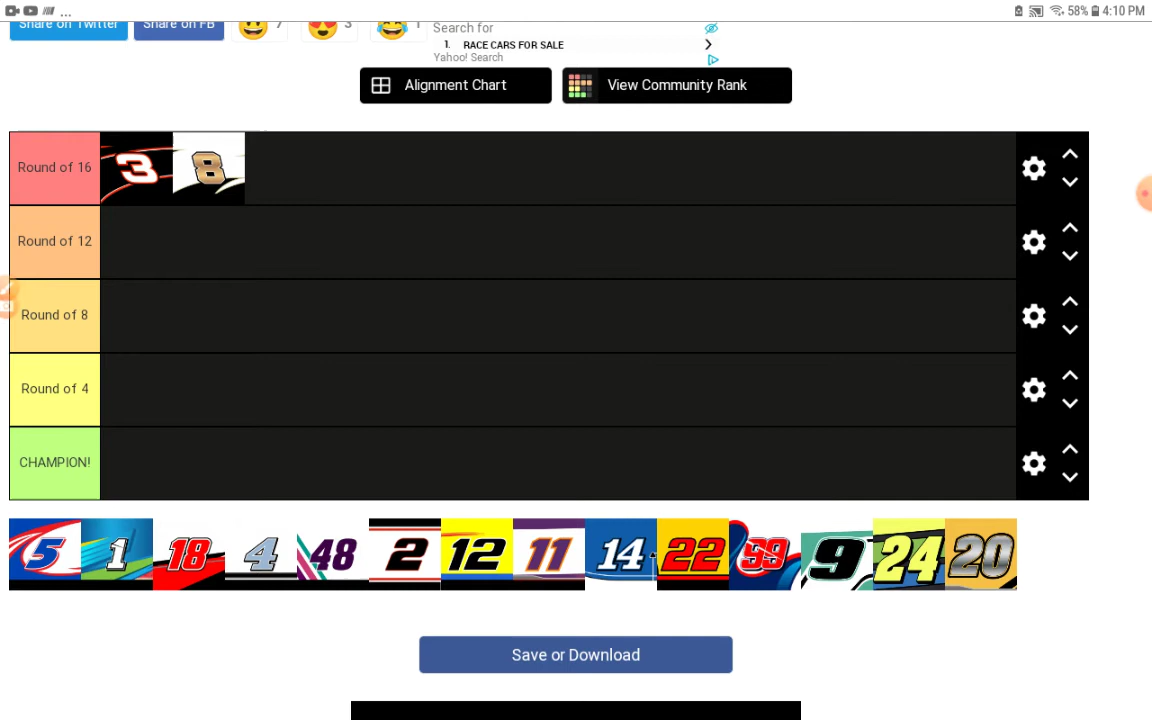 ... 58% 4:10 PM
Share on Twitter Share on FB 7 3 1
Search for
1. RACE CARS FOR SALE
Yahoo! Search
Alignment Chart View Community Rank
Round of 16 3 8
Round of 12
Round of 8
Round of 4
CHAMPION!
5 1 18 4 48 2 12 11 14 22 99 9 24 20
Save or Download